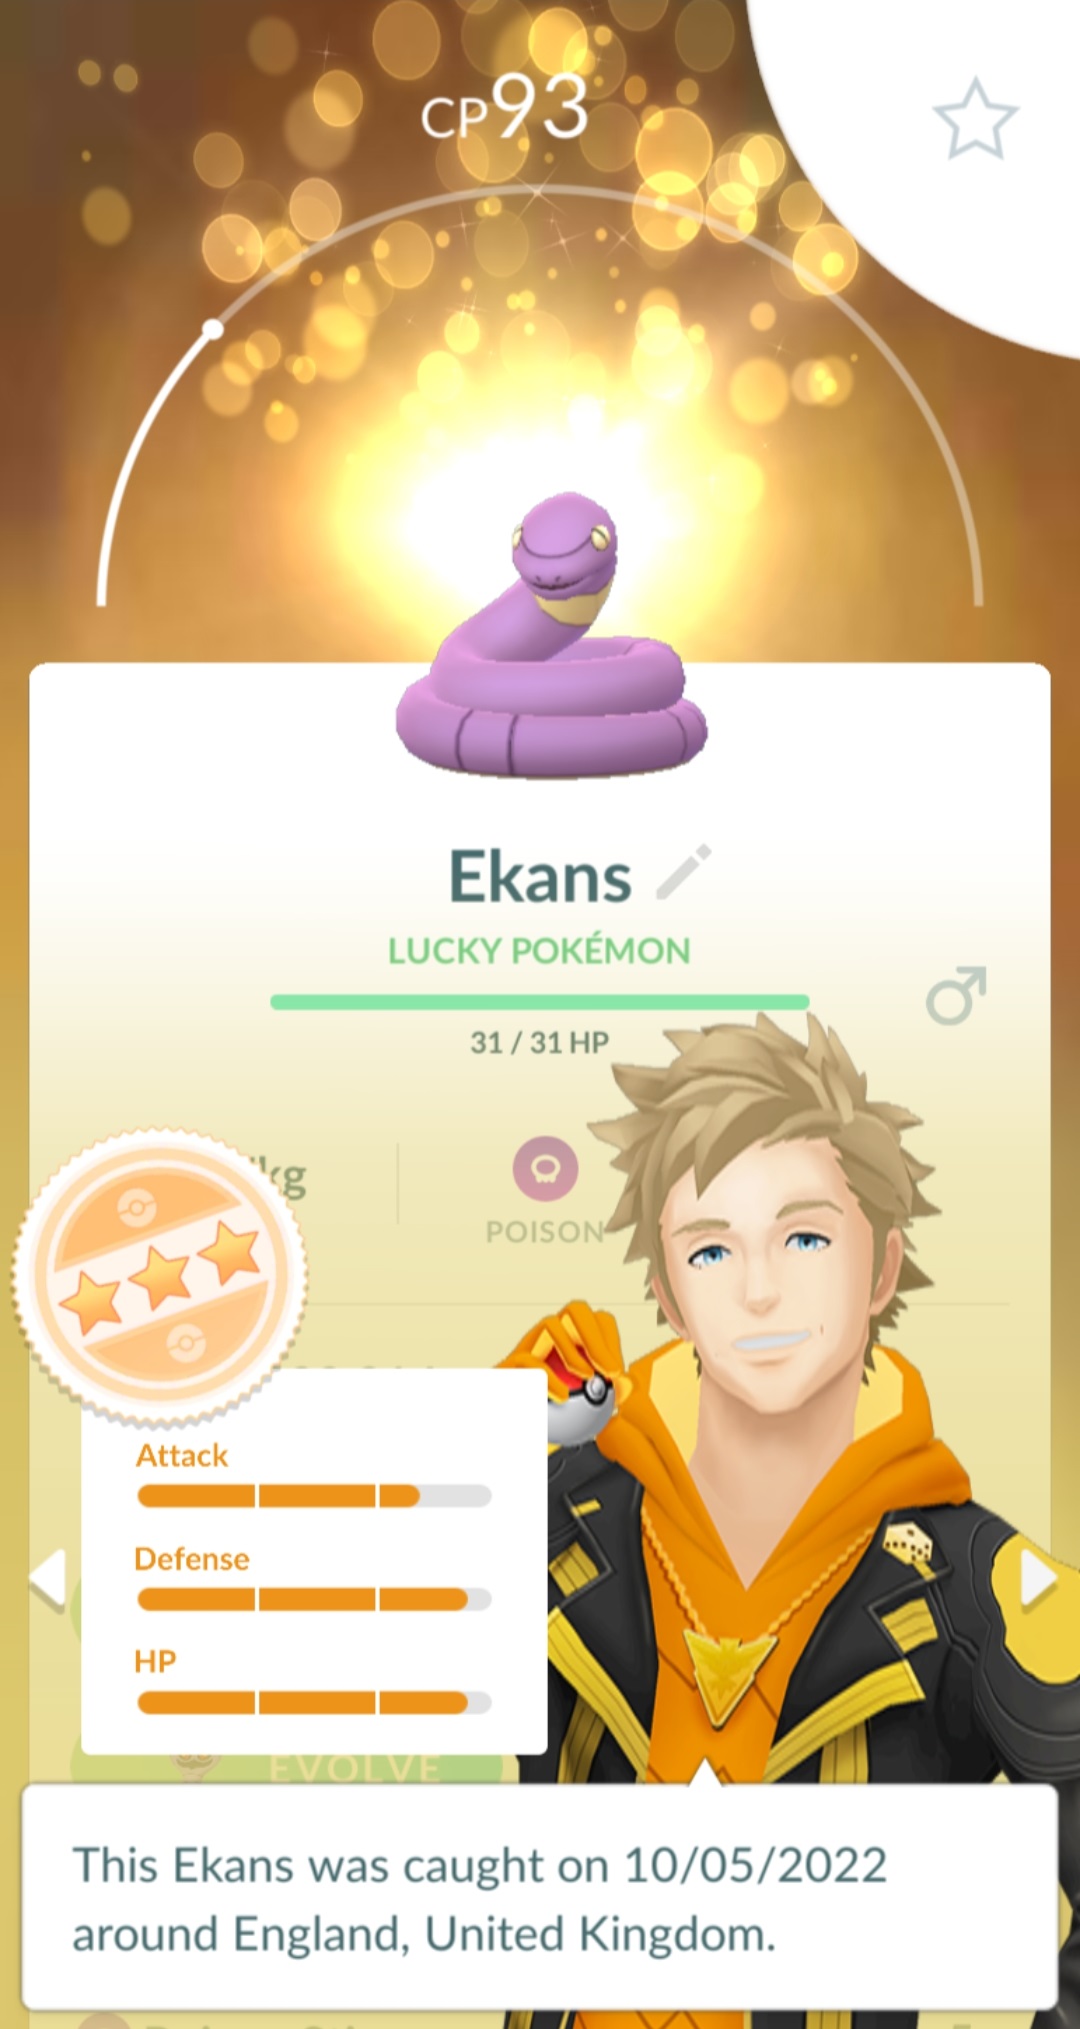 CP93
Ekans
LUCKY POKÉMON
31 / 31 HP
kg
POISON
Attack
Defense
HP
EVOLVE
This Ekans was caught on 10/05/2022
around England, United Kingdom.